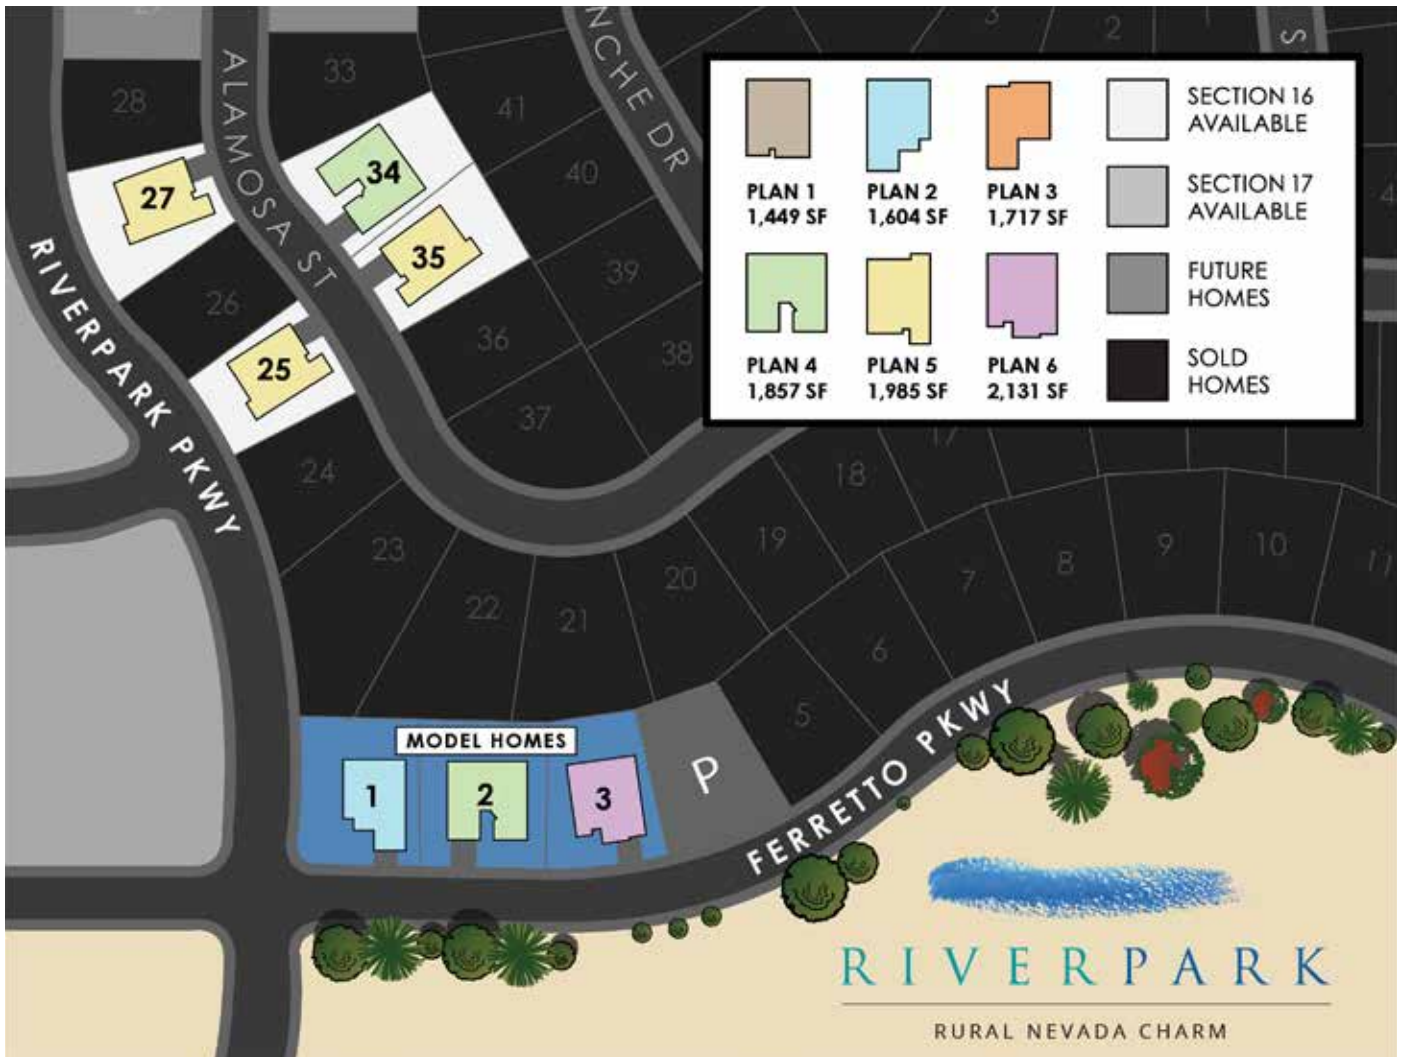 33
28
41
34
27
40
35
39
26
36
38
25
37
24
23
22
21
20
19
18
17
5
6
7
8
9
10
11
3
2
1
4
ALAMOSA ST
NCHE DR
S
RIVERPARK PKWY
FERRETTO PKWY
PLAN 1
1,449 SF
PLAN 2
1,604 SF
PLAN 3
1,717 SF
PLAN 4
1,857 SF
PLAN 5
1,985 SF
PLAN 6
2,131 SF
SECTION 16
AVAILABLE
SECTION 17
AVAILABLE
FUTURE
HOMES
SOLD
HOMES
MODEL HOMES
1
2
3
P
RIVERPARK
RURAL NEVADA CHARM